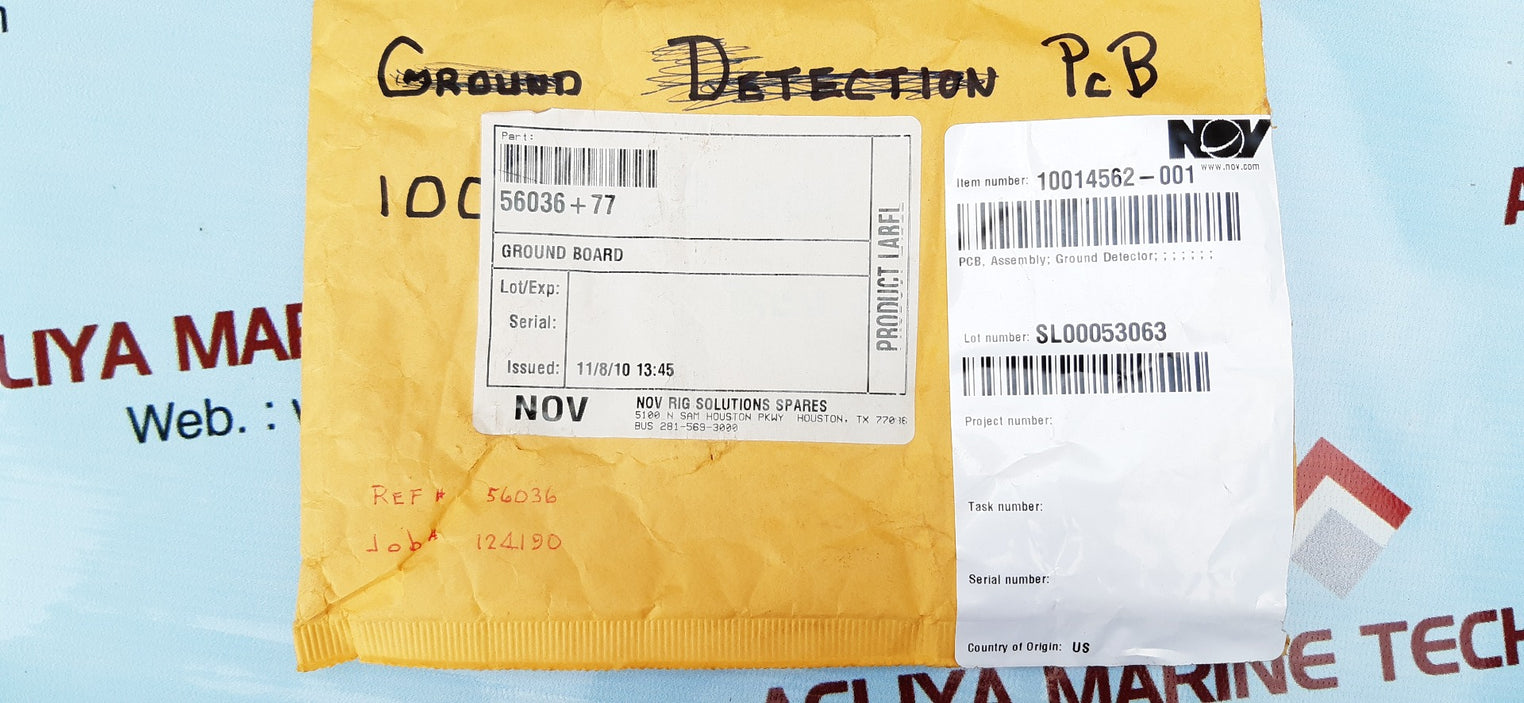 GROUND DETECTION PCB
100
Part:
56036+77
GROUND BOARD
Lot/Exp:
Serial:
Issued: 11/8/10 13:45
PRODUCT LABEL
NOV
NOV RIG SOLUTIONS SPARES
5100 N SAM HOUSTON PKWY HOUSTON, TX
BUS 281-569-3000
NOV
www.nov.com
Item number: 10014562-001
PCB, Assembly; Ground Detector; ; ; ; ; ; ;
Lot number: SL00053063
Project number:
Task number:
Serial number:
Country of Origin: US
REF # 56036
Job # 124190
LIYA MAR
Web. :
ASLIYA MARINE TECH